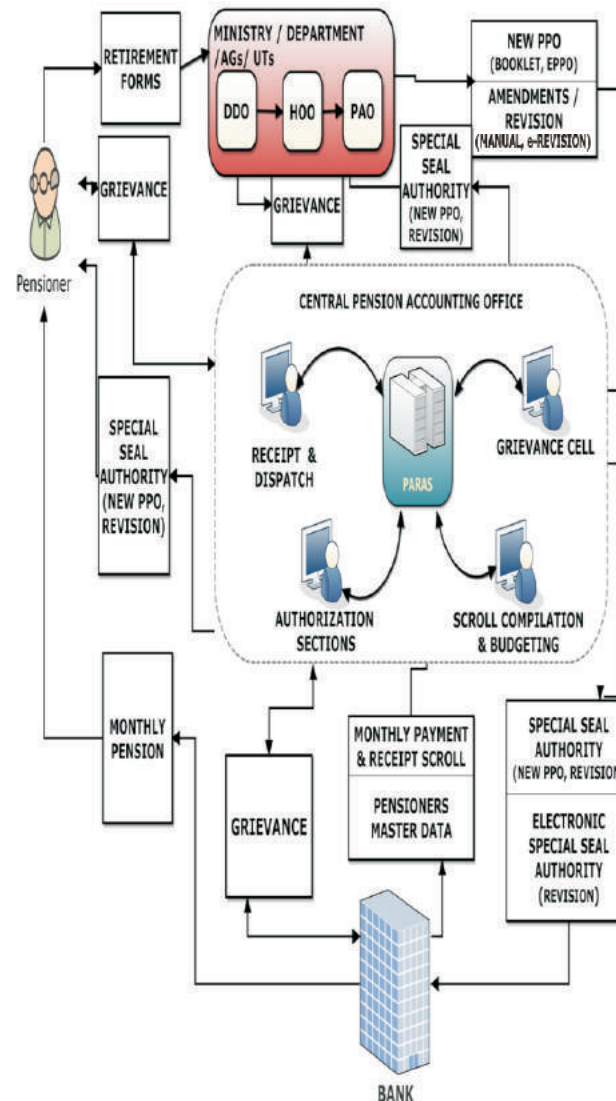 RETIREMENT
FORMS
MINISTRY / DEPARTMENT
/AGs/ UTs
DDO
HOO
PAO
NEW PPO
(BOOKLET, EPPO)
AMENDMENTS /
REVISION
(MANUAL, e-REVISION)
SPECIAL
SEAL
AUTHORITY
(NEW PPO,
REVISION)
GRIEVANCE
GRIEVANCE
Pensioner
CENTRAL PENSION ACCOUNTING OFFICE
RECEIPT &
DISPATCH
PARAS
GRIEVANCE CELL
AUTHORIZATION
SECTIONS
SCROLL COMPILATION
& BUDGETING
SPECIAL
SEAL
AUTHORITY
(NEW PPO,
REVISION)
MONTHLY
PENSION
GRIEVANCE
MONTHLY PAYMENT
& RECEIPT SCROLL
PENSIONERS
MASTER DATA
SPECIAL SEAL
AUTHORITY
(NEW PPO, REVISION
ELECTRONIC
SPECIAL SEAL
AUTHORITY
(REVISION)
BANK